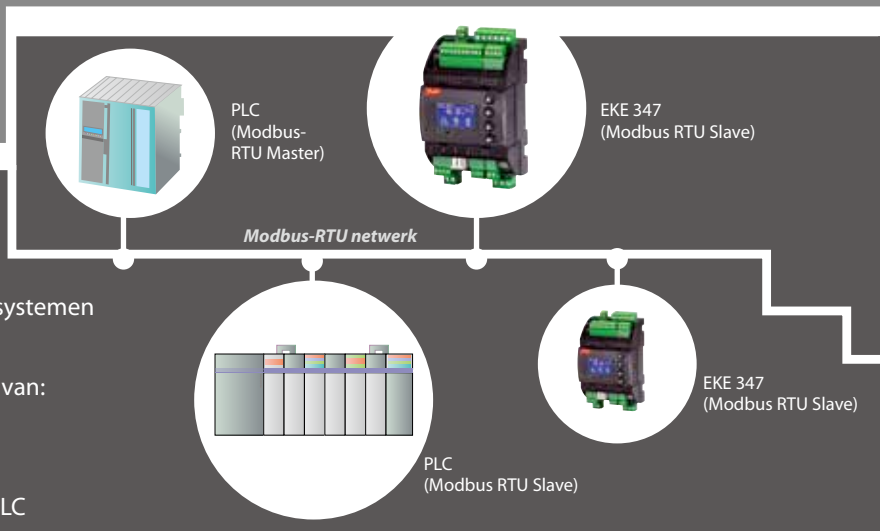 PLC
(Modbus-
RTU Master)
EKE 347
(Modbus RTU Slave)
Modbus-RTU netwerk
systemen
van:
EKE 347
(Modbus RTU Slave)
PLC
(Modbus RTU Slave)
LC